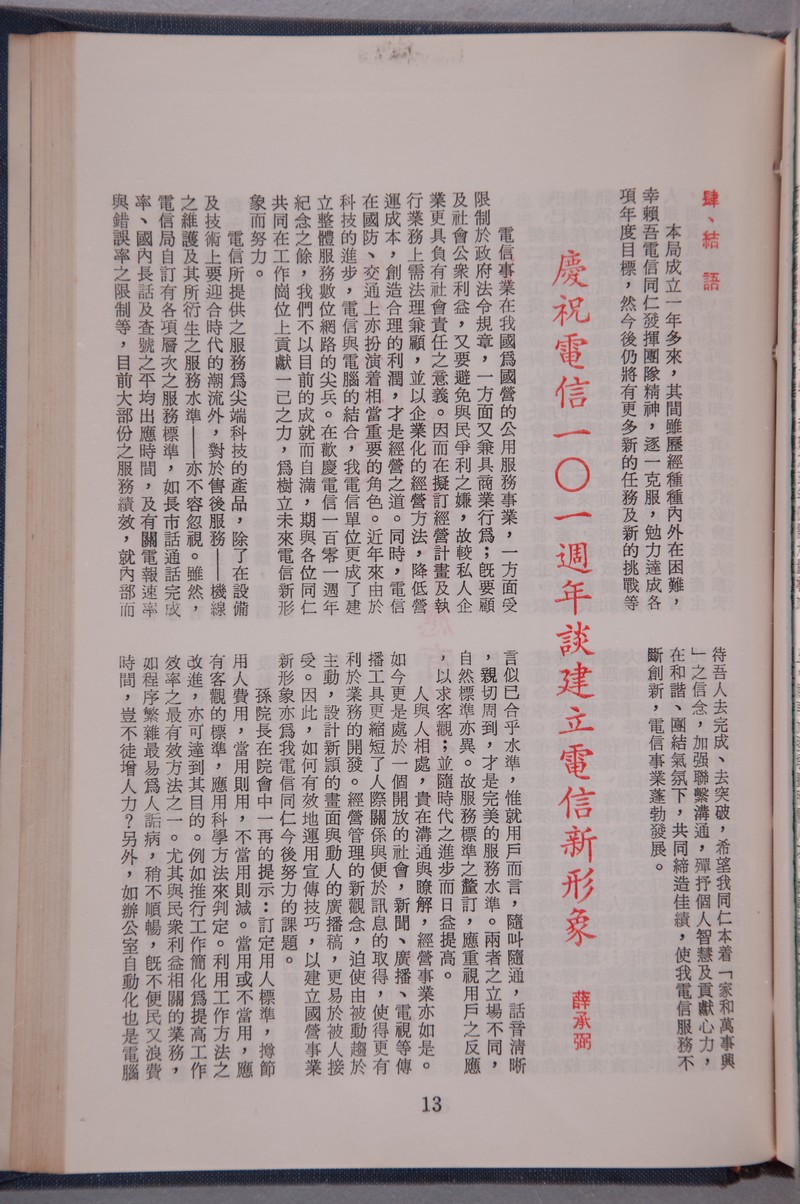 肆、結　語
本局成立一年多來，其間雖歷經種種內外在困難，
幸賴吾電信同仁發揮團隊精神，逐一克服，勉力達成各
項年度目標，然今後仍將有更多新的任務及新的挑戰等
待吾人去完成、去突破，希望我同仁本着「家和萬事興
」之信念，加强聯繫溝通，殫抒個人智慧及貢獻心力，
在和諧、團結氣氛下，共同締造佳績，使我電信服務不
斷創新，電信事業蓬勃發展。
慶祝電信一〇一週年談建立電信新形象
薛承弼
電信事業在我國爲國營的公用服務事業，一方面受
限制於政府法令規章，一方面又兼具商業行爲；旣要顧
及社會公衆利益，又要避免與民爭利之嫌，故較私人企
業更具負有社會責任之意義。因而在擬訂經營計畫及執
行業務上需法理兼顧，並以企業化的經營方法，降低營
運成本，創造合理的利潤，才是經營之道。同時，電信
在國防、交通上亦扮演着相當重要的角色。近年來由於
科技的進步，電信與電腦的結合，我電信單位更成了建
立整體服務數位網路的尖兵。在歡慶電信一百零一週年
紀念之餘，我們不以目前的成就而自滿，期與各位同仁
共同在工作崗位上貢獻一己之力，爲樹立未來電信新形
象而努力。
電信所提供之服務爲尖端科技的產品，除了在設備
及技術上要迎合時代的潮流外，對於售後服務——機線
之維護及其所衍生之服務水準——亦不容忽視。雖然，
電信局自訂有各項層次之服務標準，如長市話通話完成
率、國內長話及查號之平均出應時間，及有關電報速率
與錯誤率之限制等，目前大部份之服務績效，就內部而
言似已合乎水準，惟就用戶而言，隨叫隨通，話音清晰
，親切周到，才是完美的服務水準。兩者之立場不同，
自然標準亦異。故服務標準之釐訂，應重視用戶之反應
，以求客觀；並隨時代之進步而日益提高。
人與人相處，貴在溝通與瞭解，經營事業亦如是。
如今更是處於一個開放的社會，新聞、廣播、電視等傳
播工具更縮短了人際關係與便於訊息的取得，使得更有
利於業務的開發。經營管理的新觀念，迫使由被動趨於
主動，設計新穎的畫面與動人的廣播稿，更易於被人接
受。因此，如何有效地運用宣傳技巧，以建立國營事業
新形象亦爲我電信同仁今後努力的課題。
孫院長在院會中一再的提示：訂定用人標準，撙節
用人費用，當用則用，不當用則減。當用或不當用，應
有客觀的標準，應用科學方法來判定。利用工作方法之
改進，亦可達到其目的。例如推行工作簡化爲提高工作
效率之最有效方法之一。尤其與民衆利益相關的業務，
如程序繁雜最易爲人詬病，稍不順暢，旣不便民又浪費
時間，豈不徒增人力？另外，如辦公室自動化也是電腦
13